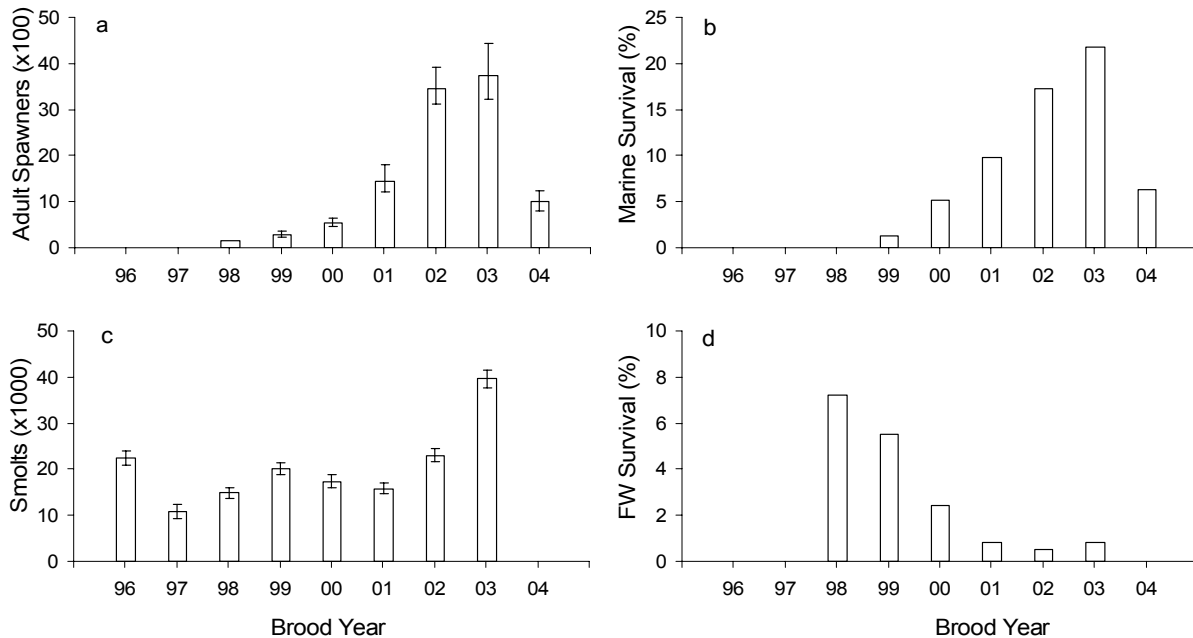 a
Adult Spawners (x100)
50
40
30
20
10
0
96 97 98 99 00 01 02 03 04
b
Marine Survival (%)
25
20
15
10
5
0
96 97 98 99 00 01 02 03 04
c
Smolts (x1000)
50
40
30
20
10
0
96 97 98 99 00 01 02 03 04
Brood Year
d
FW Survival (%)
10
8
6
4
2
0
96 97 98 99 00 01 02 03 04
Brood Year